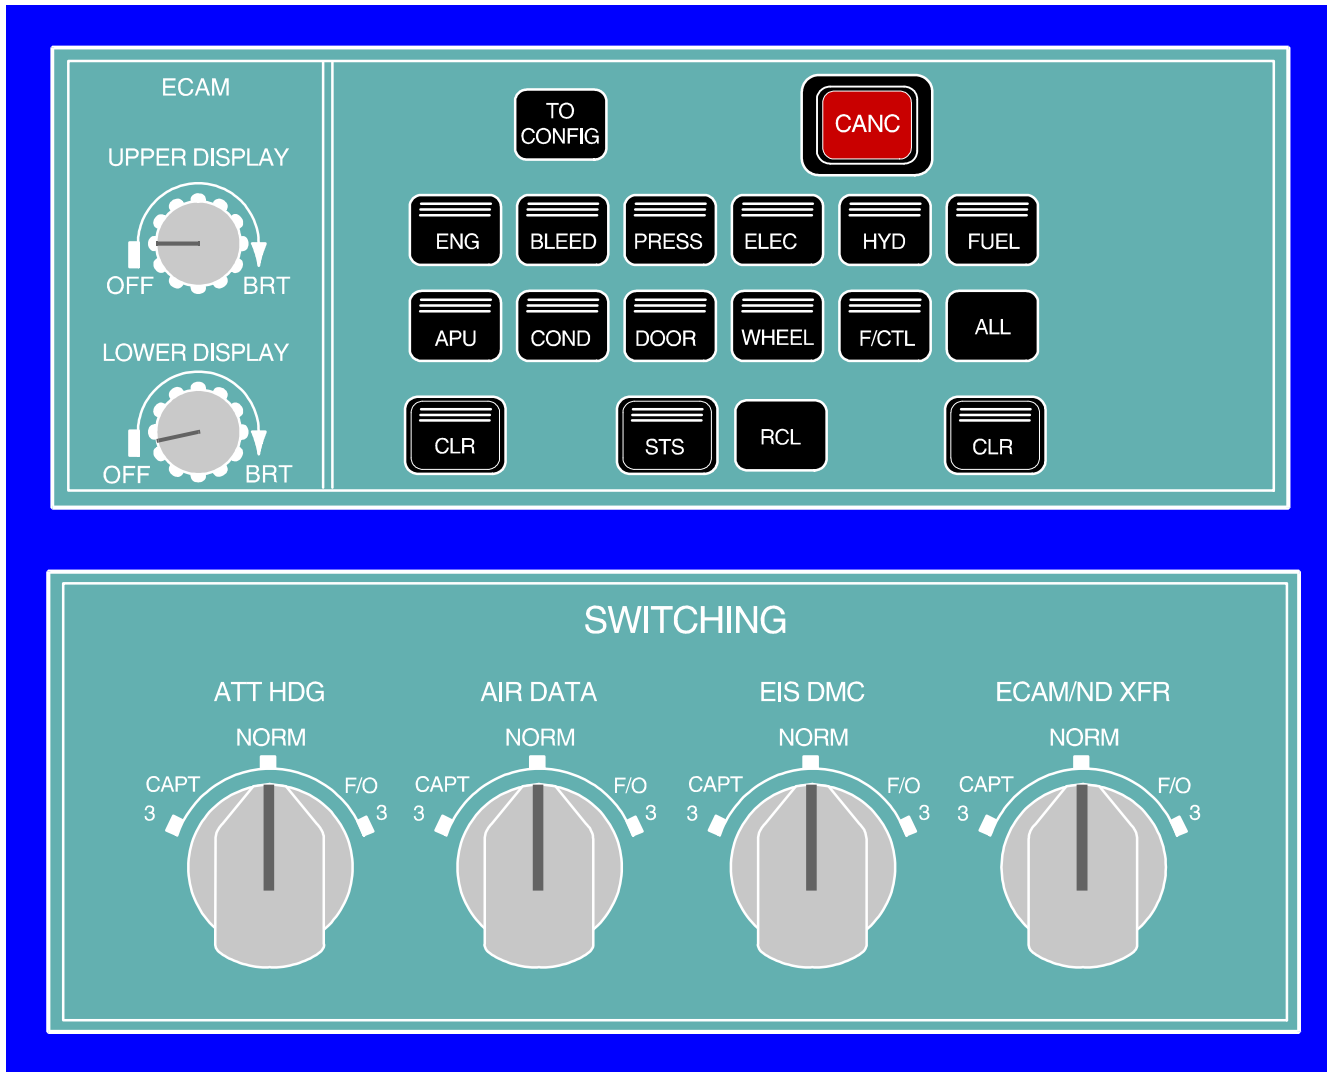 ECAM
UPPER DISPLAY
OFF BRT
LOWER DISPLAY
OFF BRT
TO
CONFIG
CANC
ENG BLEED PRESS ELEC HYD FUEL
APU COND DOOR WHEEL F/CTL ALL
CLR STS RCL CLR
SWITCHING
ATT HDG AIR DATA EIS DMC ECAM/ND XFR
NORM NORM NORM NORM
CAPT F/O CAPT F/O CAPT F/O CAPT F/O
3 3 3 3 3 3 3 3